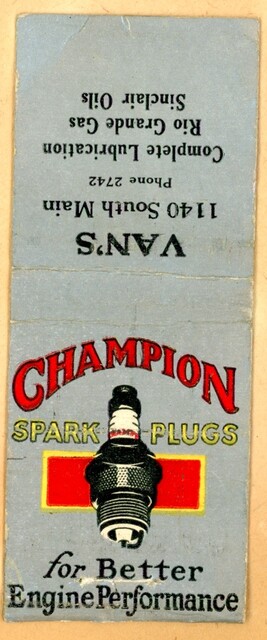 VAN'S
1140 South Main
Phone 2742
Complete Lubrication
Rio Grande Gas
Sinclair Oils
CHAMPION
SPARK PLUGS
for Better
Engine Performance